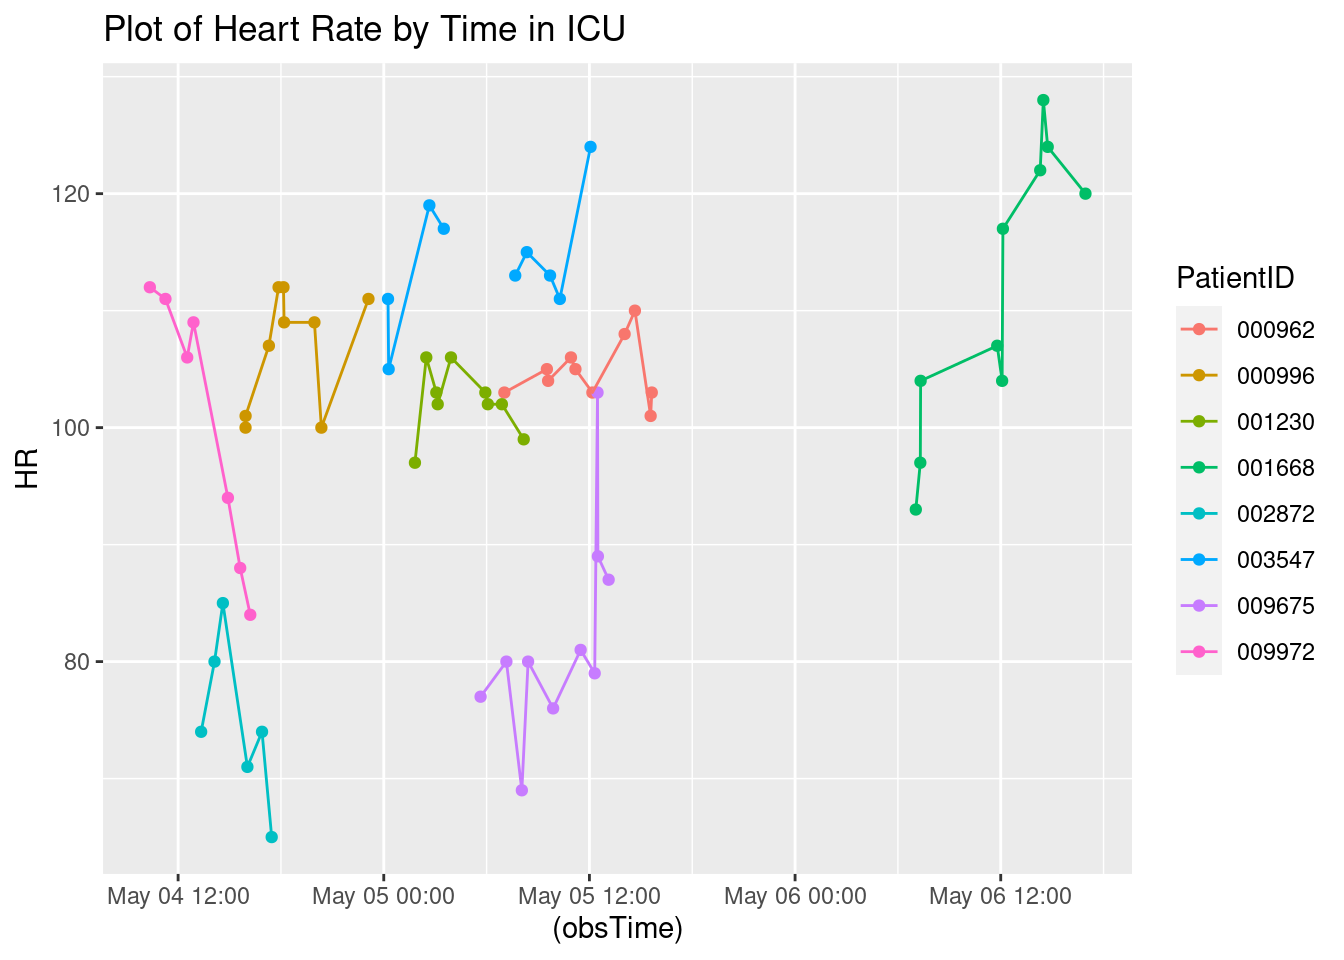 Plot of Heart Rate by Time in ICU
HR
120
100
80
May 04 12:00
May 05 00:00
May 05 12:00
May 06 00:00
May 06 12:00
(obsTime)
PatientID
000962
000996
001230
001668
002872
003547
009675
009972